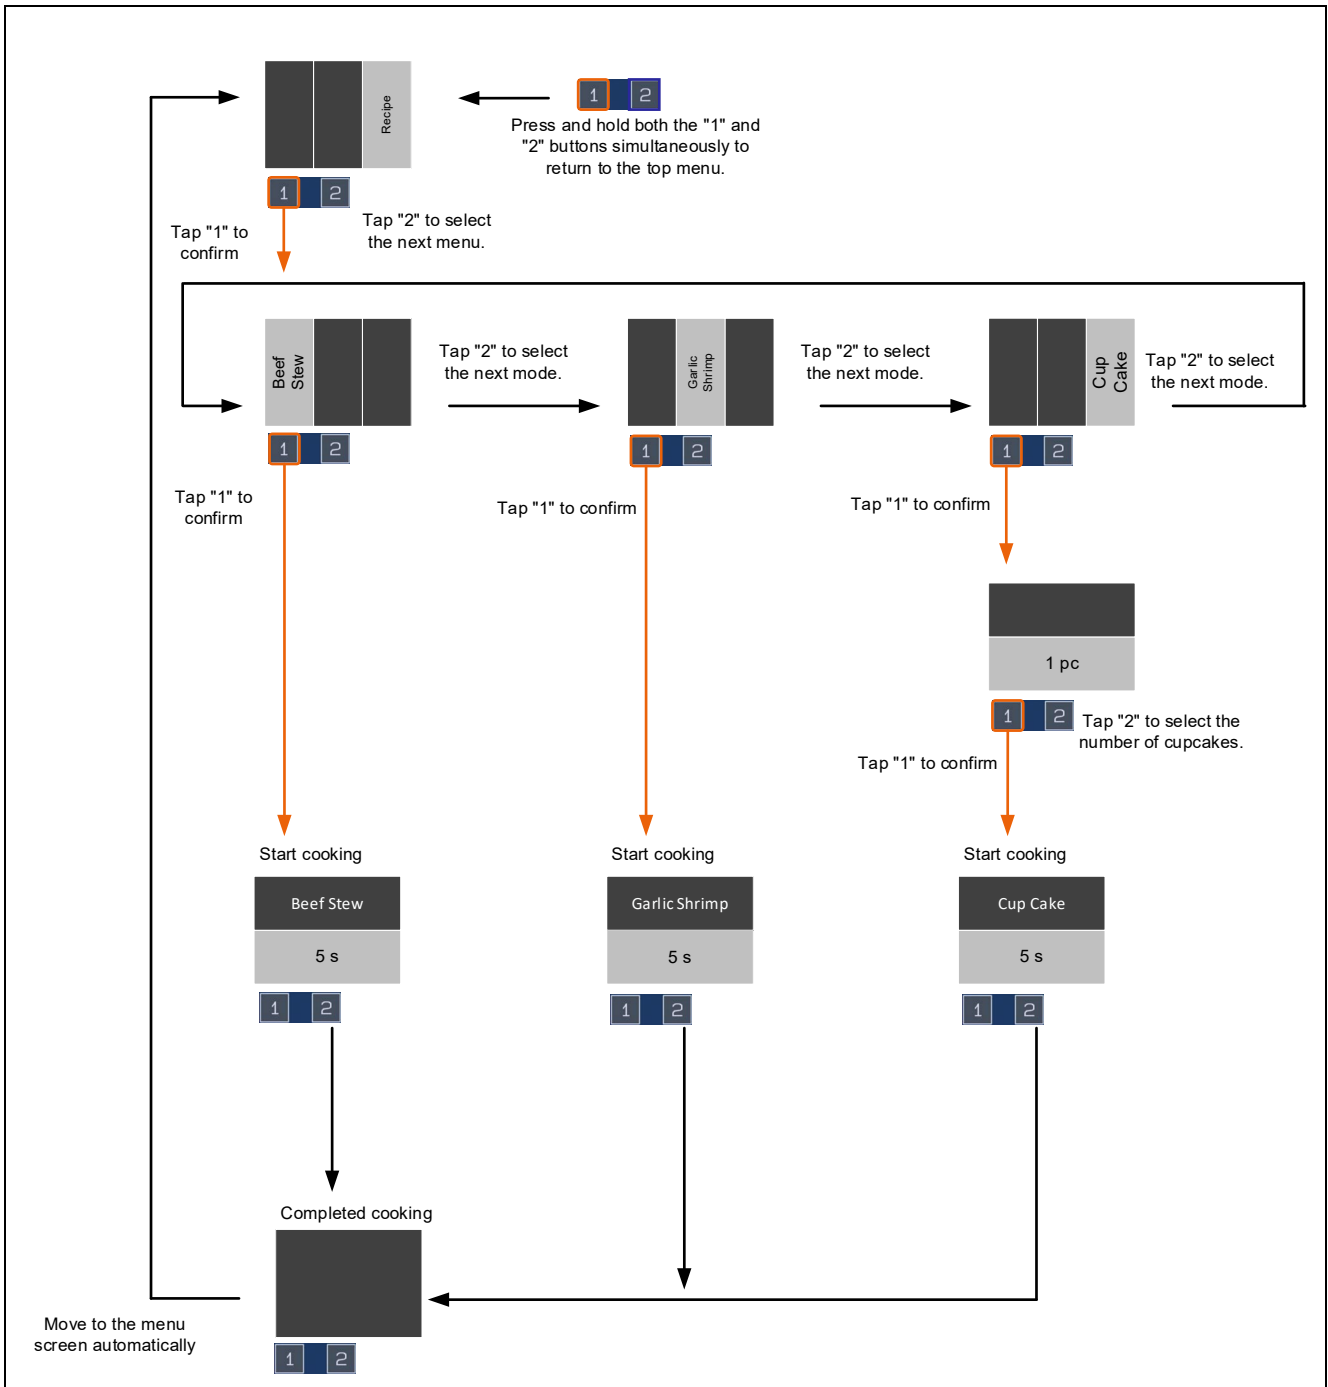 Recipe
1 2
Press and hold both the "1" and
"2" buttons simultaneously to
return to the top menu.
1 2
Tap "1" to
confirm
Tap "2" to select
the next menu.
Beef
Stew
Tap "2" to select
the next mode.
Garlic
Shrimp
Tap "2" to select
the next mode.
Cup
Cake
Tap "2" to select
the next mode.
1 2
1 2
1 2
Tap "1" to
confirm
Tap "1" to confirm
Tap "1" to confirm
1 pc
1 2
Tap "2" to select the
number of cupcakes.
Tap "1" to confirm
Start cooking
Start cooking
Start cooking
Beef Stew
Garlic Shrimp
Cup Cake
5 s
5 s
5 s
1 2
1 2
1 2
Completed cooking
Move to the menu
screen automatically
1 2